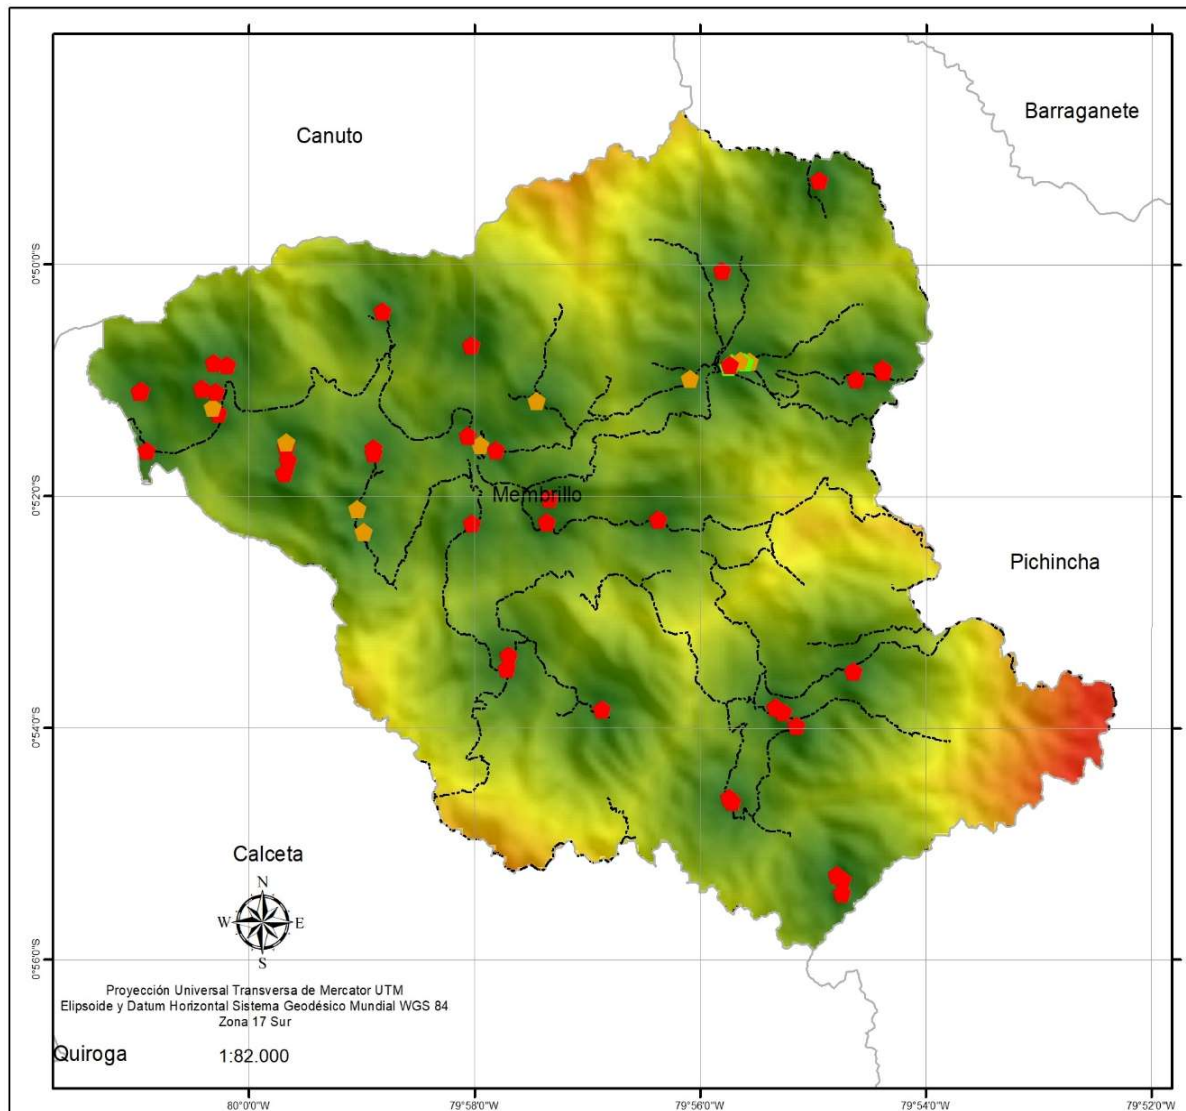 Barraganete
Canuto
0°50'0"S
0°52'0"S
Membrillo
Pichincha
0°54'0"S
Calceta
N
W
E
S
0°56'0"S
Proyección Universal Transversa de Mercator UTM
Elipsoide y Datum Horizontal Sistema Geodésico Mundial WGS 84
Zona 17 Sur
Quiroga
1:82.000
80°0'0"W
79°58'0"W
79°56'0"W
79°54'0"W
79°52'0"W